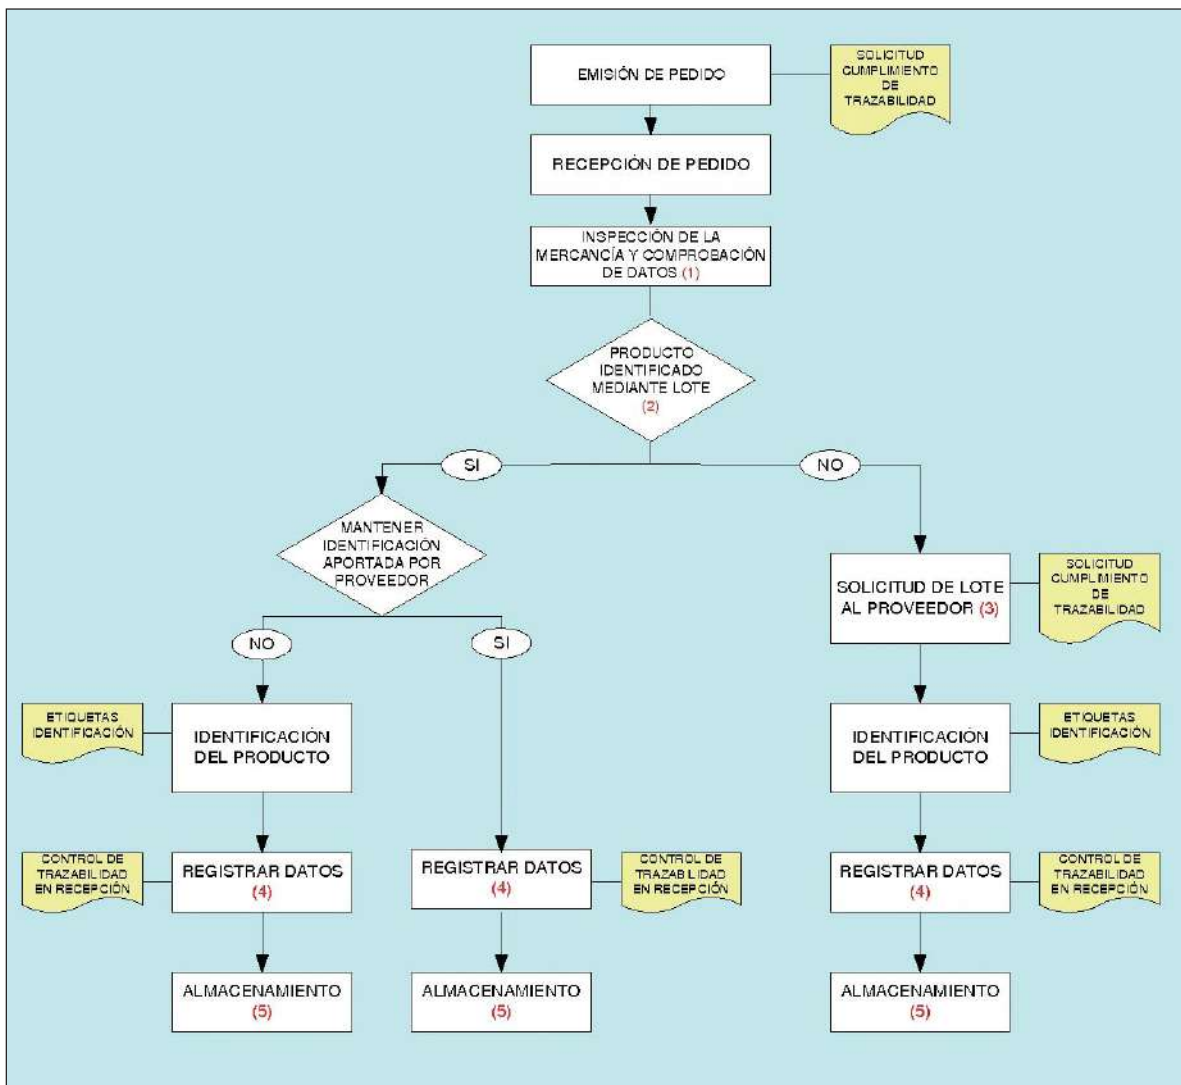 EMISIÓN DE PEDIDO
SOLICITUD
CUMPLIMIENTO
DE
TRAZABILIDAD
RECEPCIÓN DE PEDIDO
INSPECCIÓN DE LA
MERCANCÍA Y COMPROBACIÓN
DE DATOS (1)
PRODUCTO
IDENTIFICADO
MEDIANTE LOTE
(2)
SI
NO
MANTENER
IDENTIFICACIÓN
APORTADA POR
PROVEEDOR
SOLICITUD DE LOTE
AL PROVEEDOR (3)
SOLICITUD
CUMPLIMIENTO
DE
TRAZABILIDAD
NO
SI
ETIQUETAS
IDENTIFICACIÓN
IDENTIFICACIÓN
DEL PRODUCTO
IDENTIFICACIÓN
DEL PRODUCTO
ETIQUETAS
IDENTIFICACIÓN
CONTROL DE
TRAZABILIDAD
EN RECEPCIÓN
REGISTRAR DATOS
(4)
REGISTRAR DATOS
(4)
CONTROL DE
TRAZABILIDAD
EN RECEPCIÓN
REGISTRAR DATOS
(4)
CONTROL DE
TRAZABILIDAD
EN RECEPCIÓN
ALMACENAMIENTO
(5)
ALMACENAMIENTO
(5)
ALMACENAMIENTO
(5)